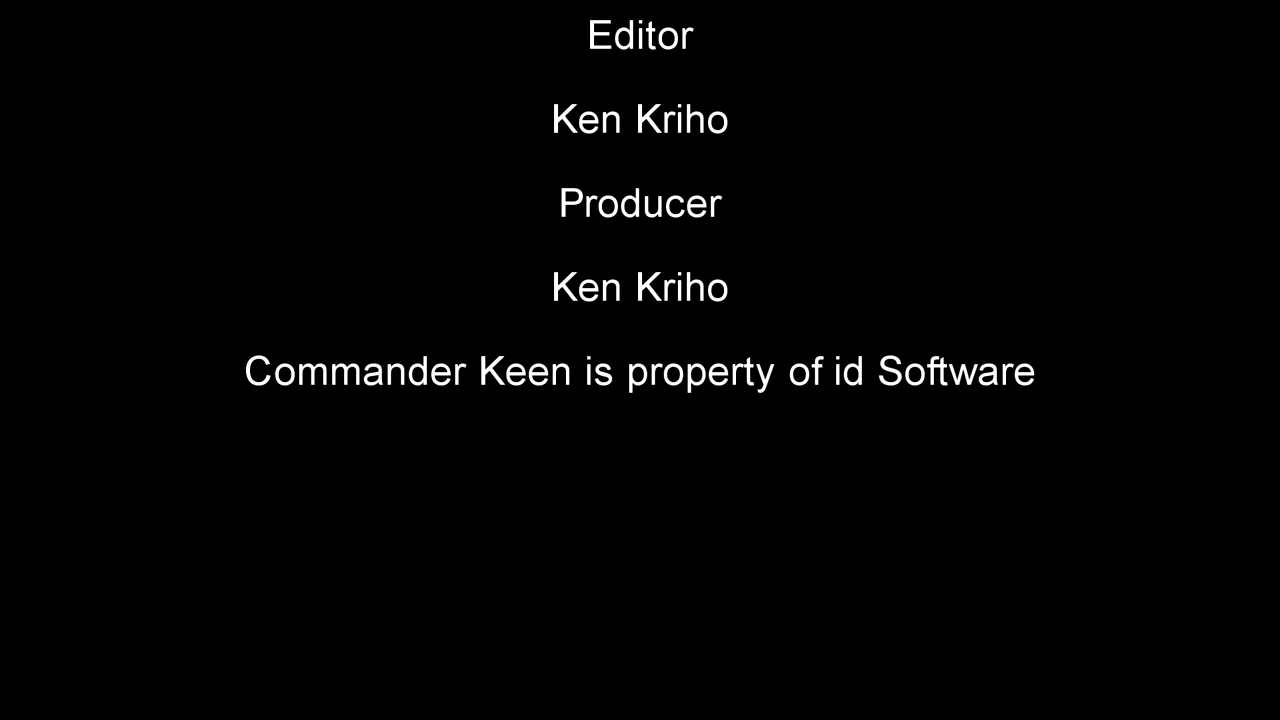 Editor
Ken Kriho
Producer
Ken Kriho
Commander Keen is property of id Software